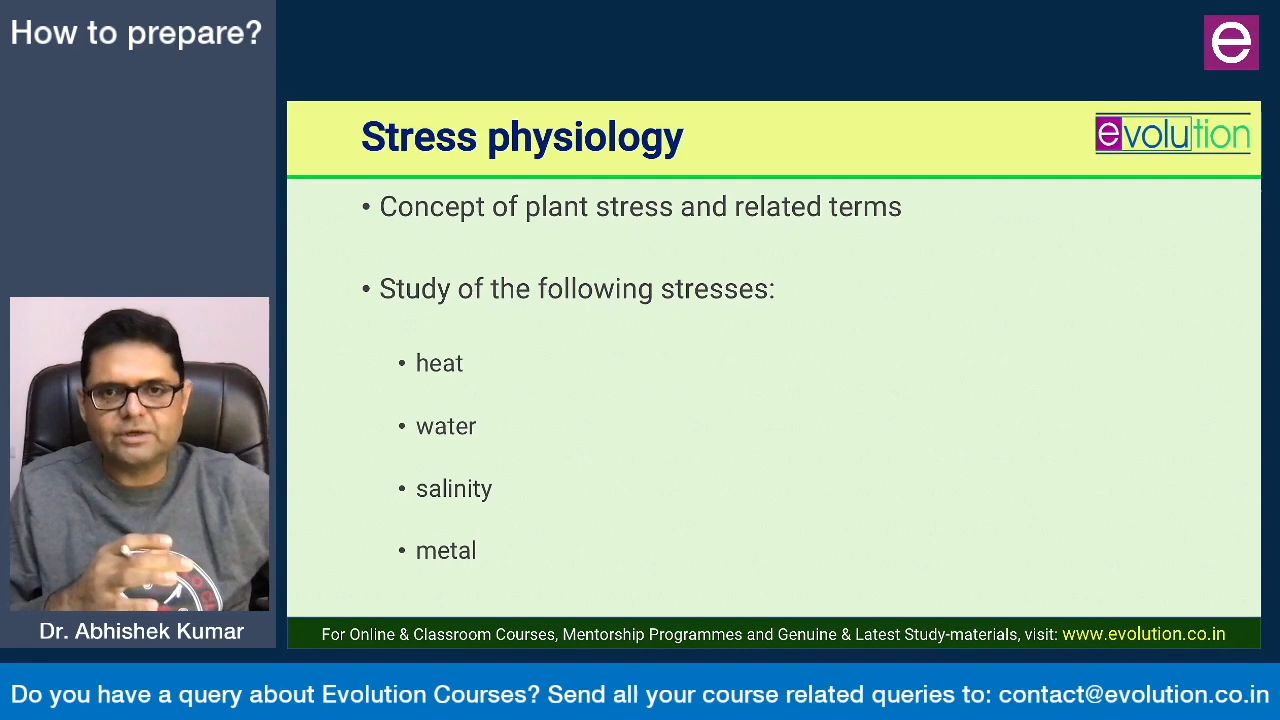 How to prepare?
e
Stress physiology
evolution
• Concept of plant stress and related terms
• Study of the following stresses:
• heat
• water
• salinity
• metal
Dr. Abhishek Kumar
For Online & Classroom Courses, Mentorship Programmes and Genuine & Latest Study-materials, visit: www.evolution.co.in
Do you have a query about Evolution Courses? Send all your course related queries to: contact@evolution.co.in